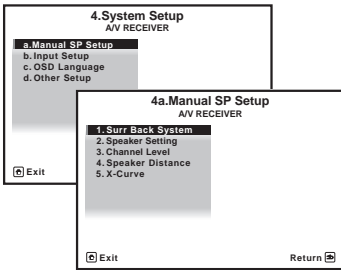 4.System Setup
A/V RECEIVER
a.Manual SP Setup
b.Input Setup
c.OSD Language
d.Other Setup
Exit
4a.Manual SP Setup
A/V RECEIVER
1.Surr Back System
2.Speaker Setting
3.Channel Level
4.Speaker Distance
5.X-Curve
Exit Return